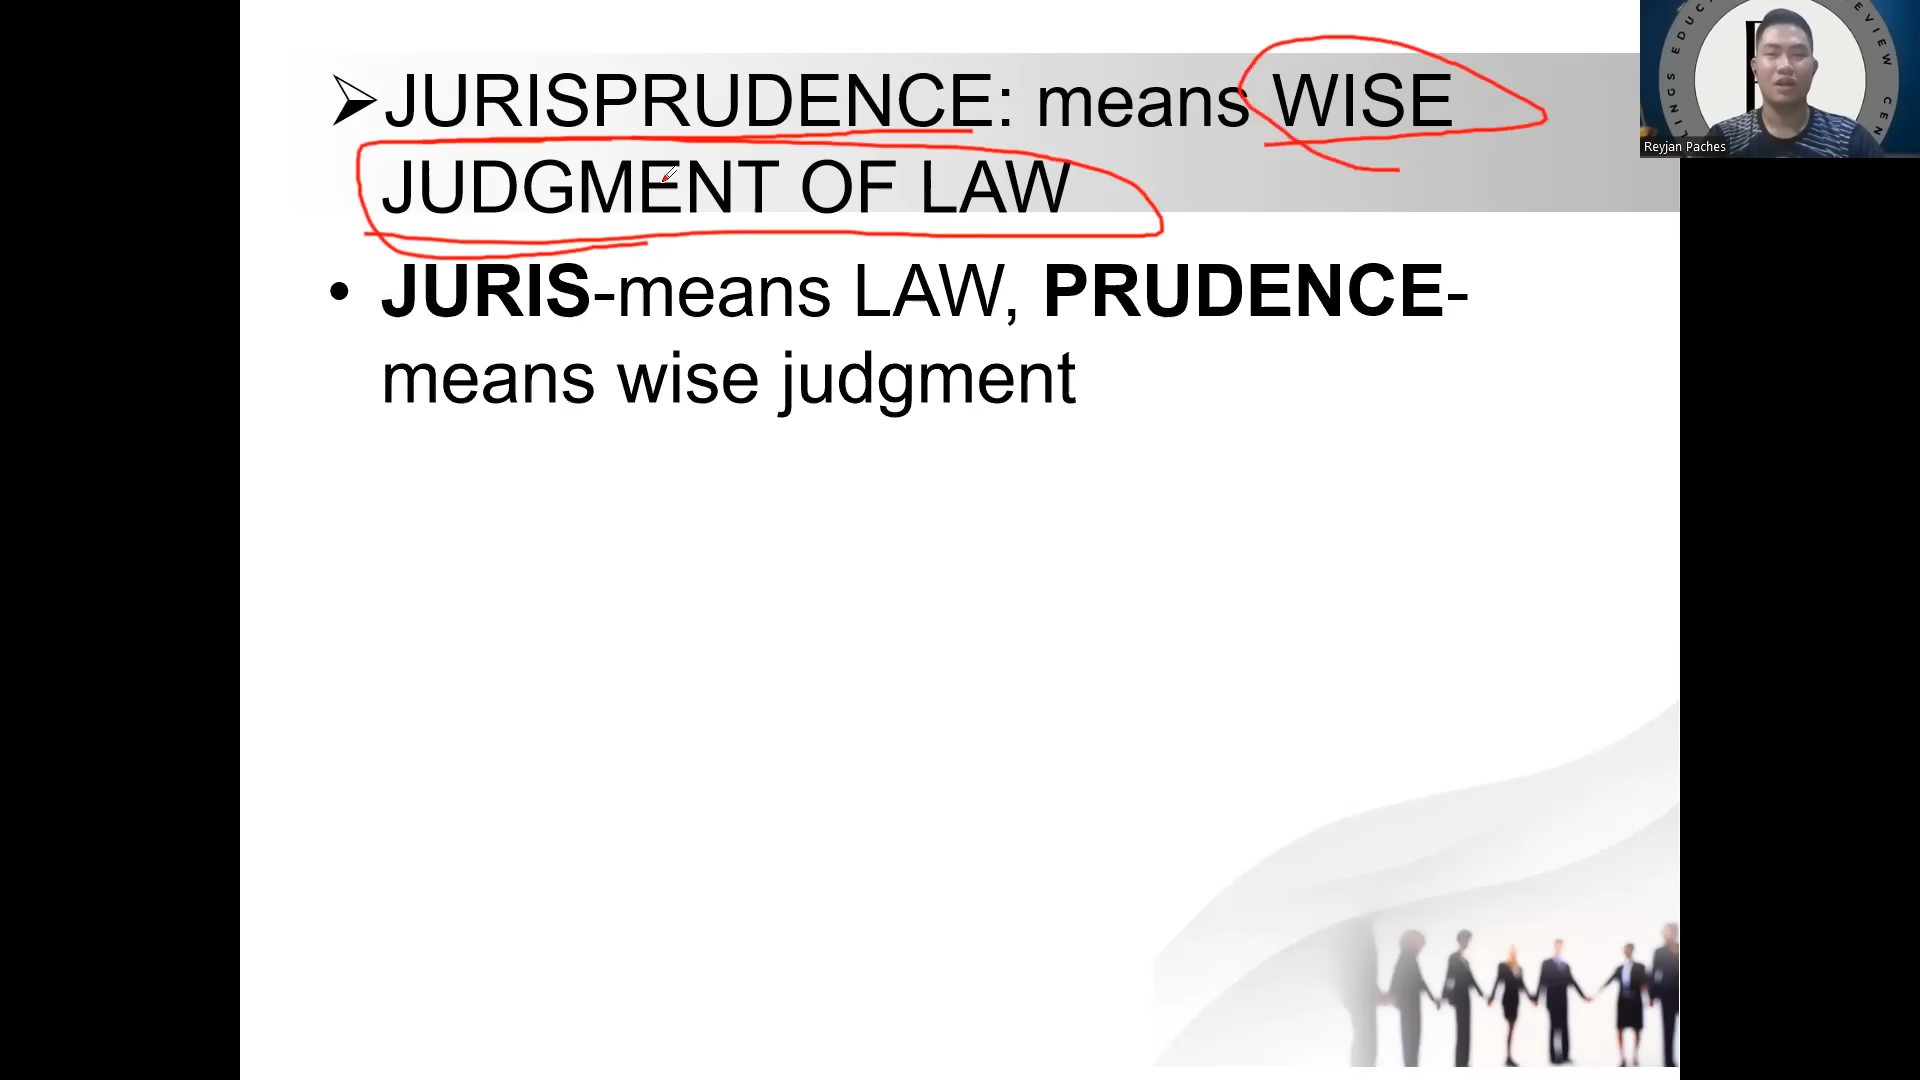 ➢JURISPRUDENCE: means WISE
JUDGMENT OF LAW
• JURIS-means LAW, PRUDENCE-
means wise judgment
Reyjan Paches